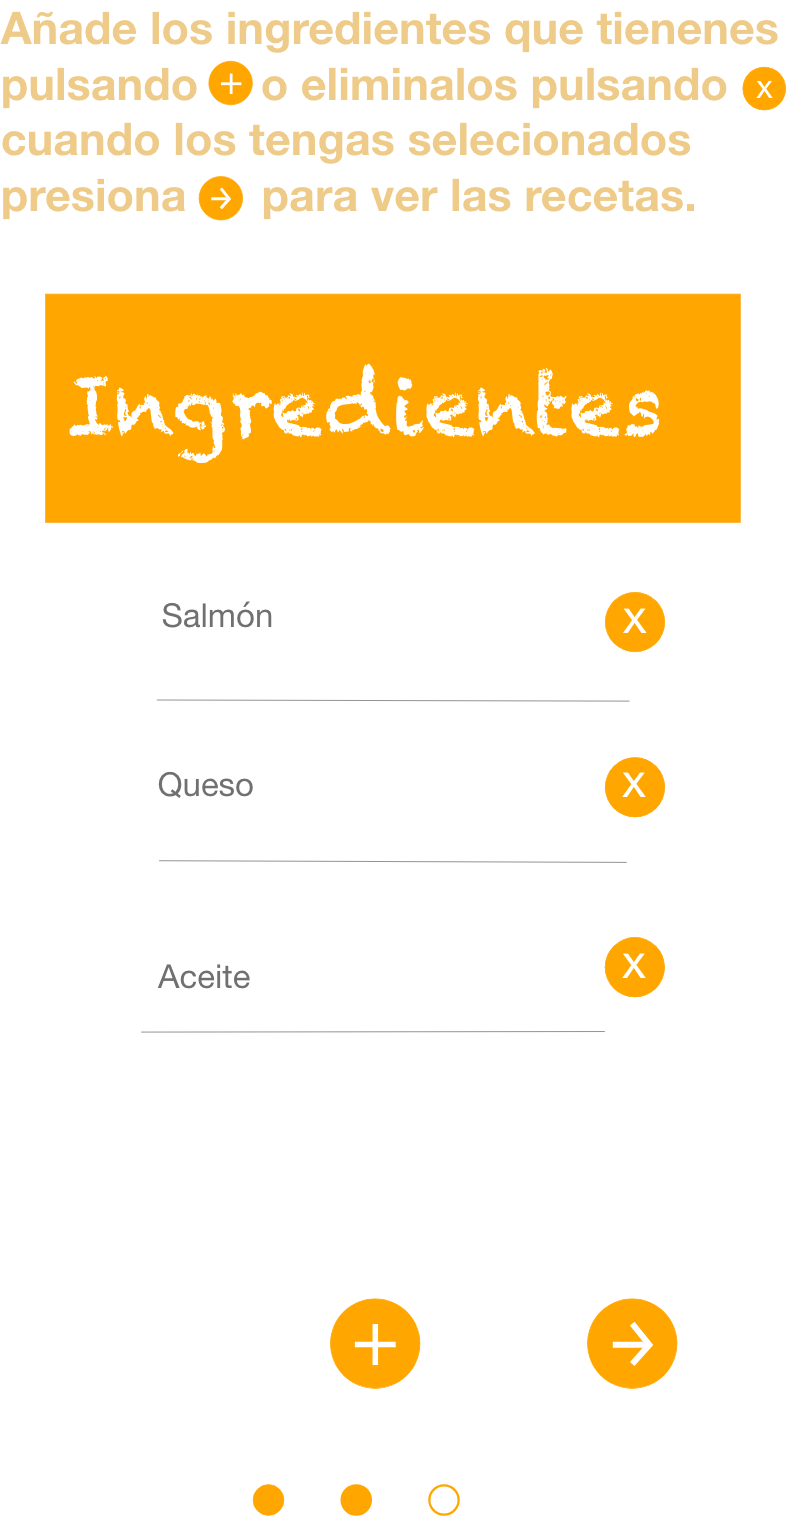 Añade los ingredientes que tienenes
pulsando + o eliminalos pulsando x
cuando los tengas selecionados
presiona → para ver las recetas.
Ingredientes
Salmón x
Queso x
Aceite x
+ →